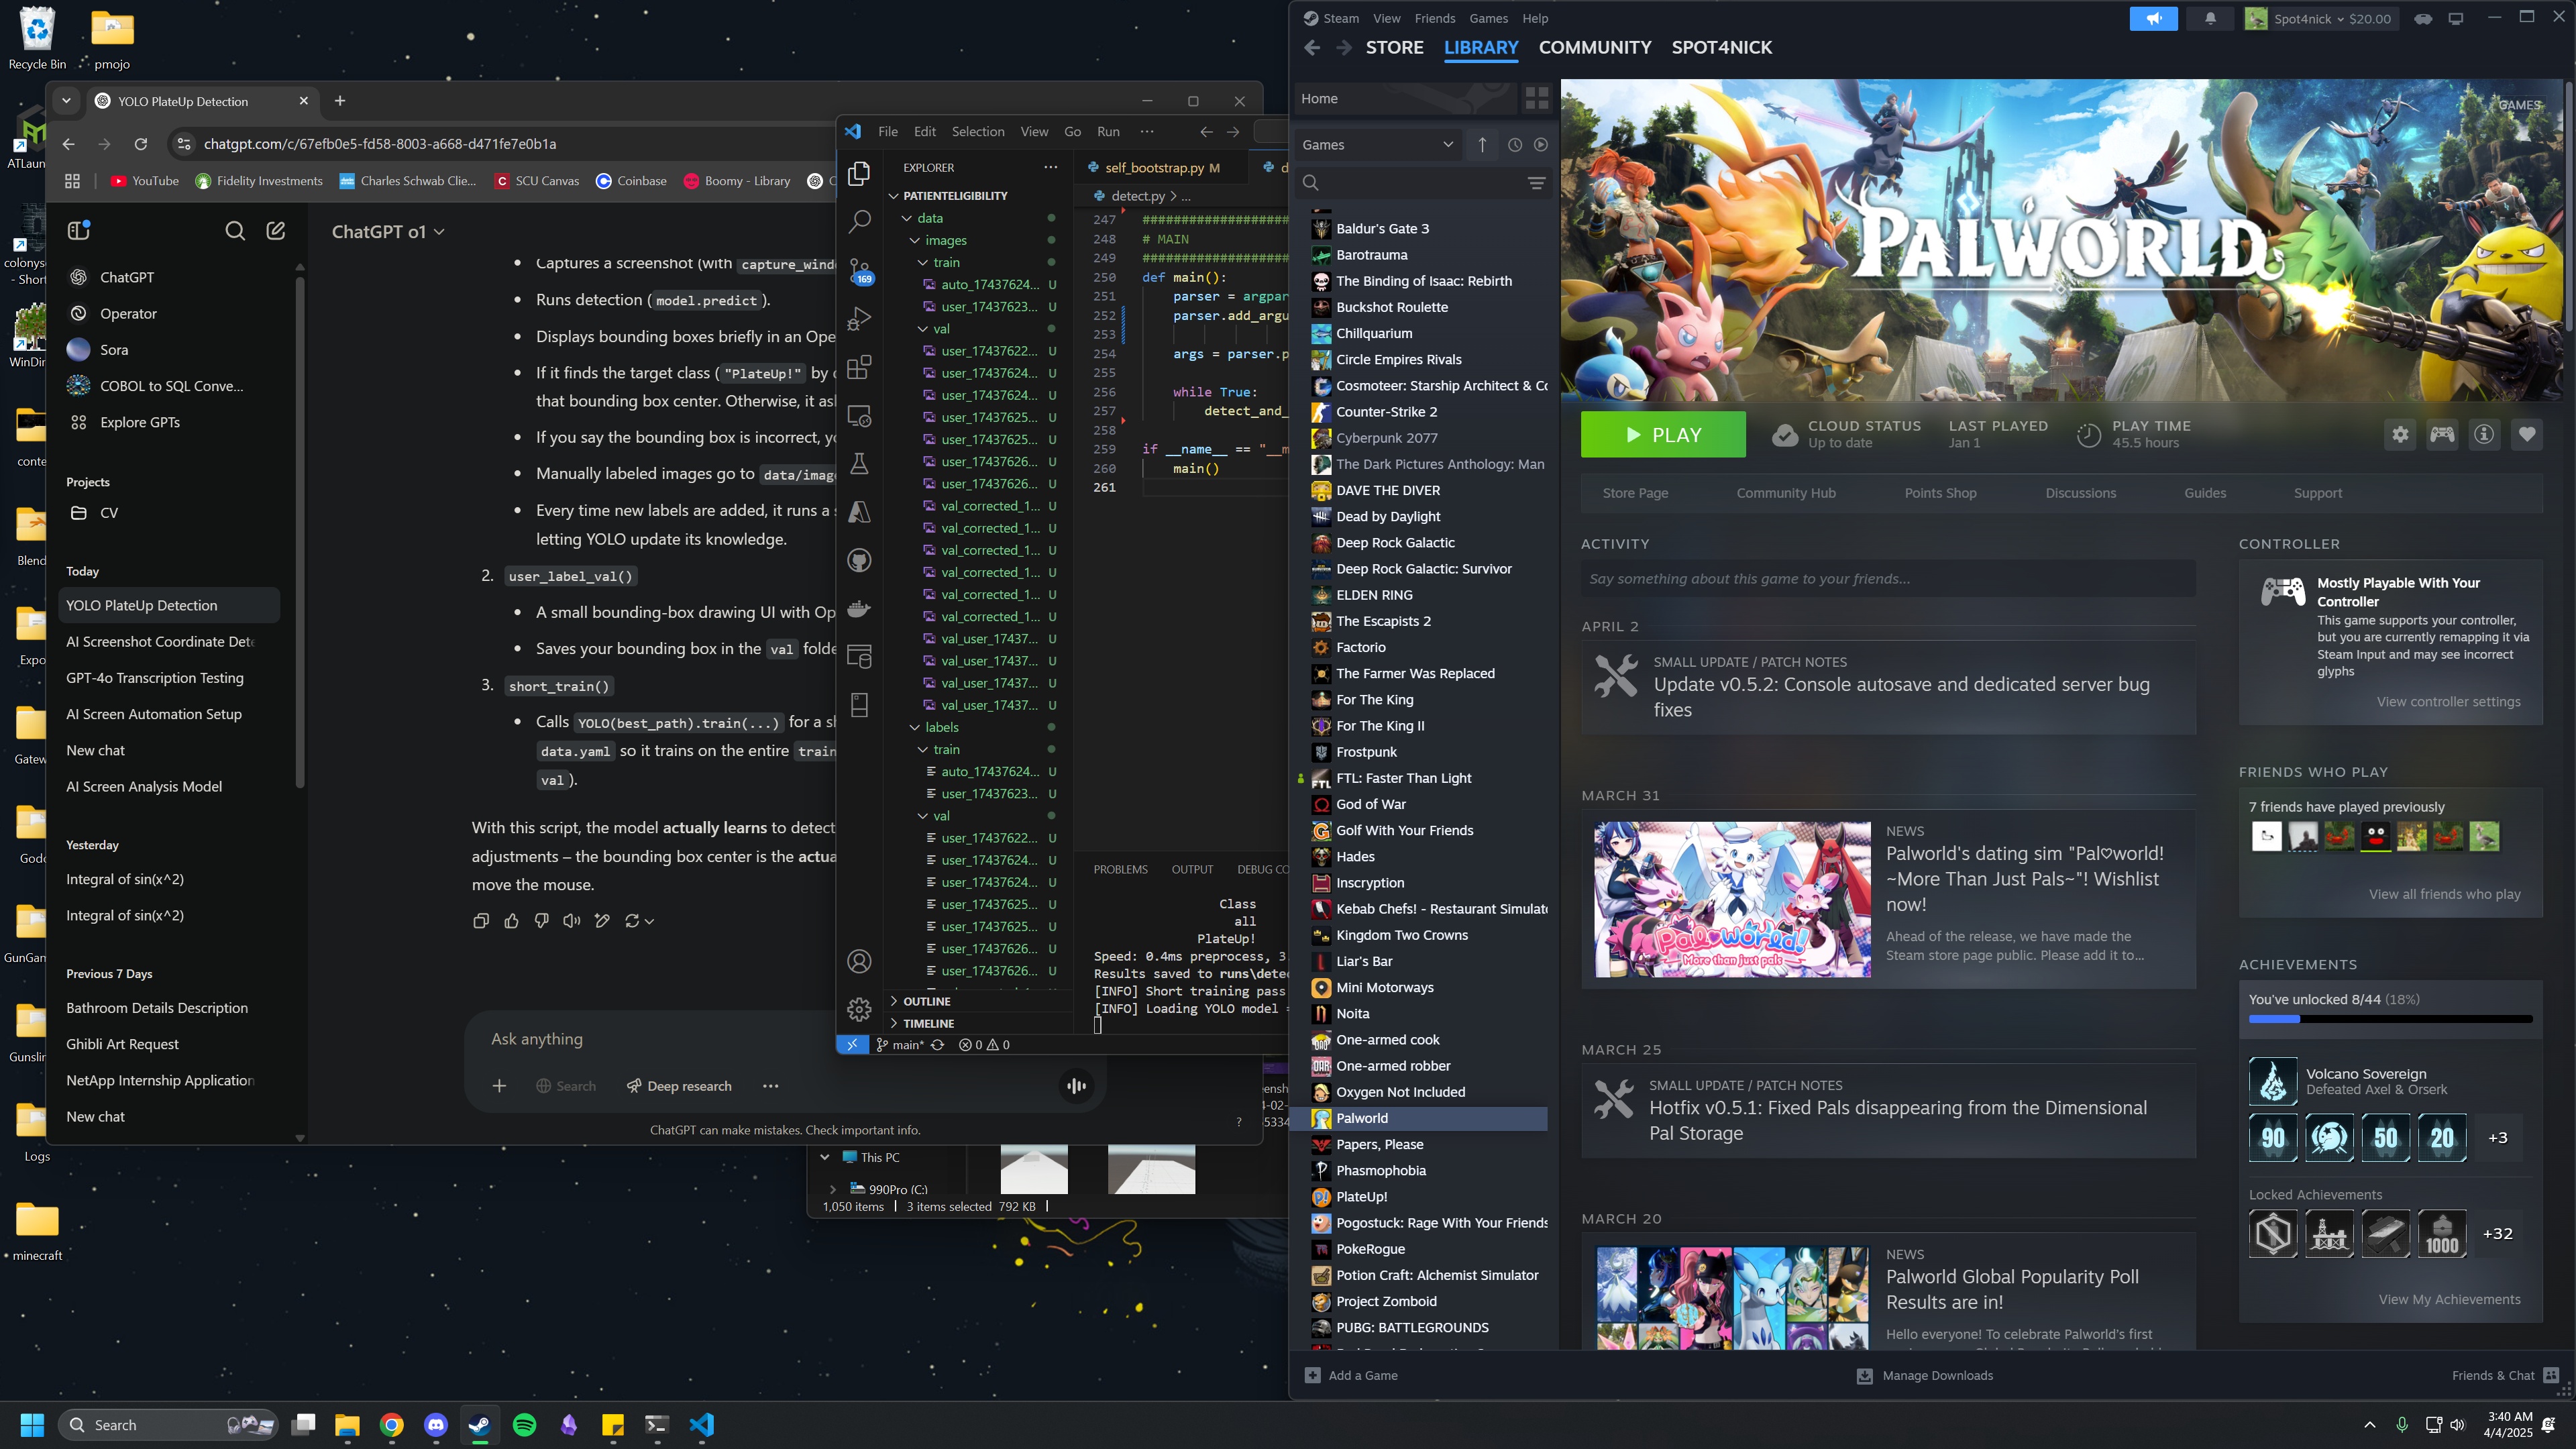 Recycle Bin
pmojo
ATLaun
colonys
- Short
WinDir
conte
Blend
Expo
Gatew
Godo
GunGan
Gunslin
Logs
minecraft
YOLO PlateUp Detection
chatgpt.com/c/67efb0e5-fd58-8003-a668-d471fe7e0b1a
YouTube
Fidelity Investments
Charles Schwab Clie...
SCU Canvas
Coinbase
Boomy - Library
ChatGPT o1
ChatGPT
Operator
Sora
COBOL to SQL Conve...
Explore GPTs
Projects
CV
Today
YOLO PlateUp Detection
AI Screenshot Coordinate Dete
GPT-4o Transcription Testing
AI Screen Automation Setup
New chat
AI Screen Analysis Model
Yesterday
Integral of sin(x^2)
Integral of sin(x^2)
Previous 7 Days
Bathroom Details Description
Ghibli Art Request
NetApp Internship Application
New chat
• Captures a screenshot (with capture_wind
• Runs detection (model.predict).
• Displays bounding boxes briefly in an Ope
• If it finds the target class ("PlateUp!" by
that bounding box center. Otherwise, it as
• If you say the bounding box is incorrect, yo
• Manually labeled images go to data/imag
• Every time new labels are added, it runs a s
letting YOLO update its knowledge.
2. user_label_val()
• A small bounding-box drawing UI with Op
• Saves your bounding box in the val folde
3. short_train()
• Calls YOLO(best_path).train(...) for a sh
data.yaml so it trains on the entire train
val).
With this script, the model actually learns to detect
adjustments – the bounding box center is the actua
move the mouse.
Ask anything
Search
Deep research
ChatGPT can make mistakes. Check important info.
?
File Edit Selection View Go Run ...
EXPLORER
self_bootstrap.py M
PATIENTELIGIBILITY
detect.py > ...
169
data
images
train
auto_17437624... U
user_17437623... U
val
user_17437622... U
user_17437624... U
user_17437624... U
user_17437625... U
user_17437625... U
user_17437626... U
user_17437626... U
val_corrected_1... U
val_corrected_1... U
val_corrected_1... U
val_corrected_1... U
val_corrected_1... U
val_corrected_1... U
val_user_17437... U
val_user_17437... U
val_user_17437... U
val_user_17437... U
labels
train
auto_17437624... U
user_17437623... U
val
user_17437622... U
user_17437624... U
user_17437624... U
user_17437625... U
user_17437625... U
user_17437626... U
user_17437626... U
OUTLINE
TIMELINE
main* 0 0
247 ####################
248 # MAIN
249 ####################
250 def main():
251 parser = argpar
252 parser.add_argu
253
254 args = parser.p
255
256 while True:
257 detect_and_
258
259 if __name__ == "__m
260 main()
261
PROBLEMS OUTPUT DEBUG CO
Class
all
PlateUp!
Speed: 0.4ms preprocess, 3.
Results saved to runs\dete
[INFO] Short training pass
[INFO] Loading YOLO model
This PC
990Pro (C:)
1,050 items
3 items selected 792 KB
Steam View Friends Games Help
Spot4nick $20.00
STORE LIBRARY COMMUNITY SPOT4NICK
Home
Games
Baldur's Gate 3
Barotrauma
The Binding of Isaac: Rebirth
Buckshot Roulette
Chillquarium
Circle Empires Rivals
Cosmoteer: Starship Architect & Co
Counter-Strike 2
Cyberpunk 2077
The Dark Pictures Anthology: Man
DAVE THE DIVER
Dead by Daylight
Deep Rock Galactic
Deep Rock Galactic: Survivor
ELDEN RING
The Escapists 2
Factorio
The Farmer Was Replaced
For The King
For The King II
Frostpunk
FTL: Faster Than Light
God of War
Golf With Your Friends
Hades
Inscryption
Kebab Chefs! - Restaurant Simulato
Kingdom Two Crowns
Liar's Bar
Mini Motorways
Noita
One-armed cook
One-armed robber
Oxygen Not Included
Palworld
Papers, Please
Phasmophobia
PlateUp!
Pogostuck: Rage With Your Friends
PokeRogue
Potion Craft: Alchemist Simulator
Project Zomboid
PUBG: BATTLEGROUNDS
GAMES
PALWORLD
PLAY
CLOUD STATUS
Up to date
LAST PLAYED
Jan 1
PLAY TIME
45.5 hours
Store Page Community Hub Points Shop Discussions Guides Support
ACTIVITY
Say something about this game to your friends...
APRIL 2
SMALL UPDATE / PATCH NOTES
Update v0.5.2: Console autosave and dedicated server bug
fixes
MARCH 31
Pal♥world!
More than just pals
NEWS
Palworld's dating sim "Pal♡world!
~More Than Just Pals~"! Wishlist
now!
Ahead of the release, we have made the
Steam store page public. Please add it to...
MARCH 25
SMALL UPDATE / PATCH NOTES
Hotfix v0.5.1: Fixed Pals disappearing from the Dimensional
Pal Storage
MARCH 20
NEWS
Palworld Global Popularity Poll
Results are in!
Hello everyone! To celebrate Palworld's first
CONTROLLER
Mostly Playable With Your
Controller
This game supports your controller,
but you are currently remapping it via
Steam Input and may see incorrect
glyphs
View controller settings
FRIENDS WHO PLAY
7 friends have played previously
View all friends who play
ACHIEVEMENTS
You've unlocked 8/44 (18%)
Volcano Sovereign
Defeated Axel & Orserk
90
50
20
+3
Locked Achievements
1000
+32
View My Achievements
Add a Game
Manage Downloads
Friends & Chat
Search
3:40 AM
4/4/2025